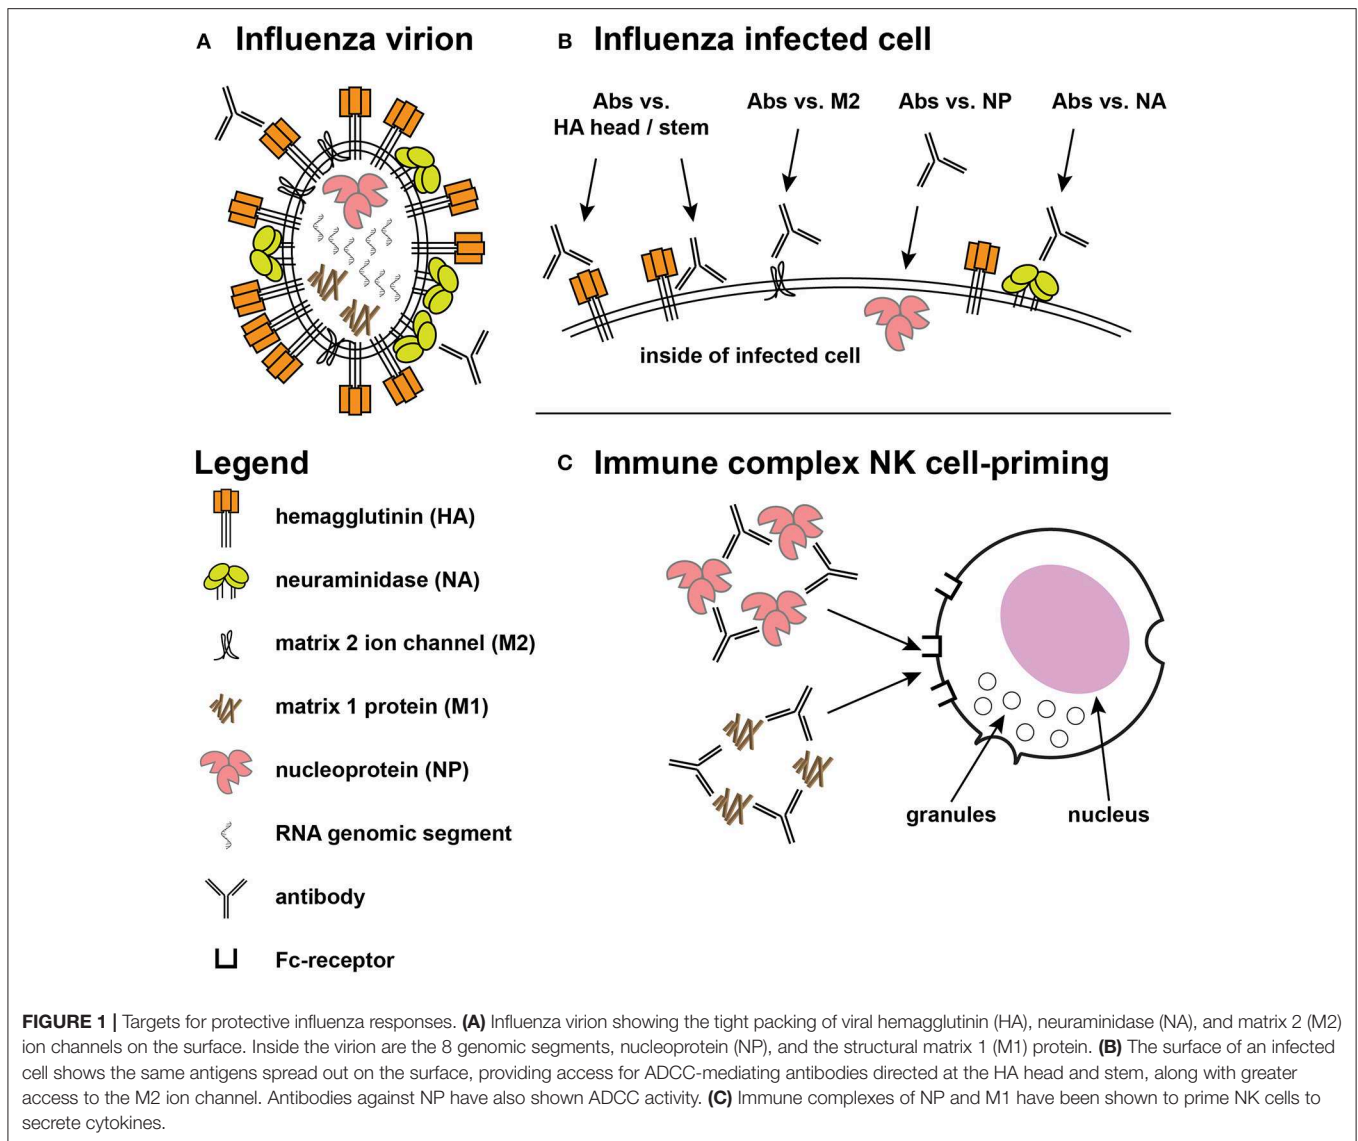 A Influenza virion
B Influenza infected cell
Abs vs.
HA head / stem
Abs vs. M2
Abs vs. NP
Abs vs. NA
inside of infected cell
Legend
hemagglutinin (HA)
neuraminidase (NA)
matrix 2 ion channel (M2)
matrix 1 protein (M1)
nucleoprotein (NP)
RNA genomic segment
antibody
Fc-receptor
C Immune complex NK cell-priming
granules
nucleus
FIGURE 1 | Targets for protective influenza responses. (A) Influenza virion showing the tight packing of viral hemagglutinin (HA), neuraminidase (NA), and matrix 2 (M2)
ion channels on the surface. Inside the virion are the 8 genomic segments, nucleoprotein (NP), and the structural matrix 1 (M1) protein. (B) The surface of an infected
cell shows the same antigens spread out on the surface, providing access for ADCC-mediating antibodies directed at the HA head and stem, along with greater
access to the M2 ion channel. Antibodies against NP have also shown ADCC activity. (C) Immune complexes of NP and M1 have been shown to prime NK cells to
secrete cytokines.